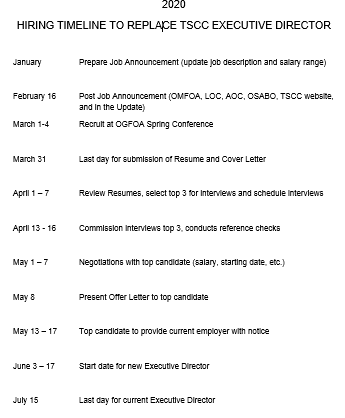 2020
HIRING TIMELINE TO REPLACE TSCC EXECUTIVE DIRECTOR
January Prepare Job Announcement (update job description and salary range)
February 16 Post Job Announcement (OMFOA, LOC, AOC, OSABO, TSCC website,
and in the Update)
March 1-4 Recruit at OGFOA Spring Conference
March 31 Last day for submission of Resume and Cover Letter
April 1 – 7 Review Resumes, select top 3 for interviews and schedule interviews
April 13 - 16 Commission interviews top 3, conducts reference checks
May 1 – 7 Negotiations with top candidate (salary, starting date, etc.)
May 8 Present Offer Letter to top candidate
May 13 – 17 Top candidate to provide current employer with notice
June 3 – 17 Start date for new Executive Director
July 15 Last day for current Executive Director